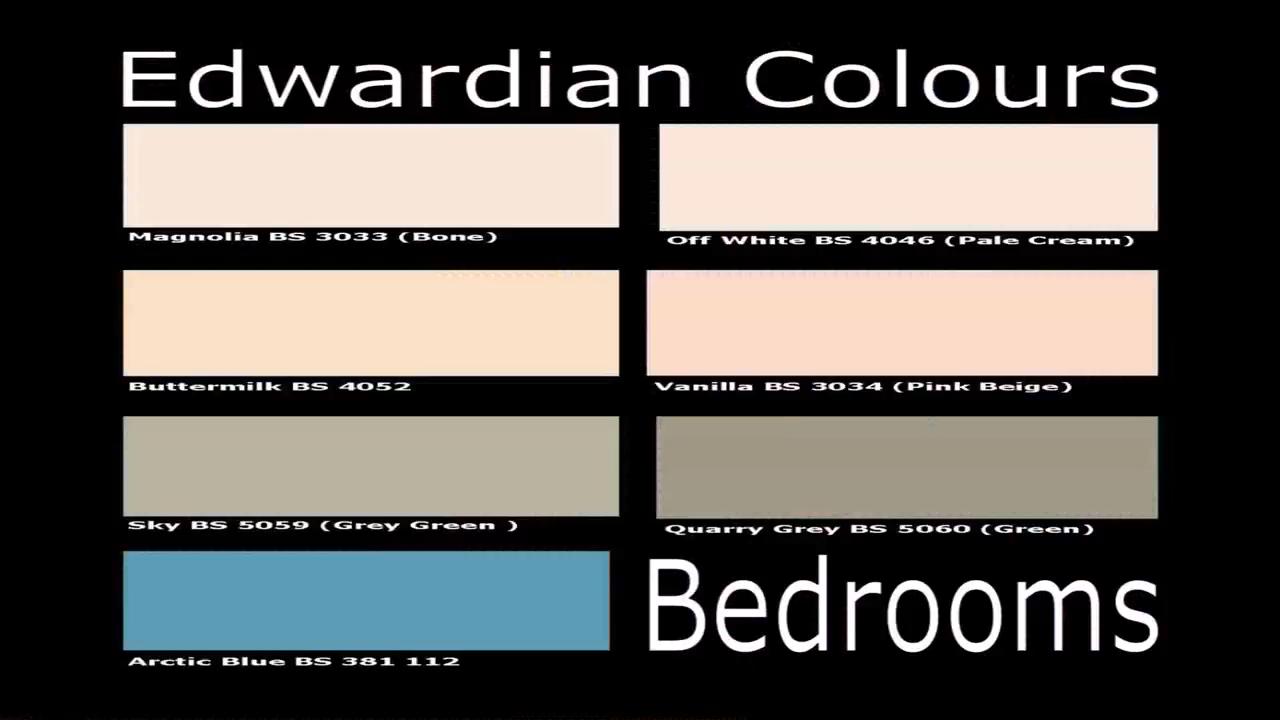 Edwardian Colours
Magnolia BS 3033 (Bone)
Off White BS 4046 (Pale Cream)
Buttermilk BS 4052
Vanilla BS 3034 (Pink Beige)
Sky BS 5059 (Grey Green )
Quarry Grey BS 5060 (Green)
Arctic Blue BS 381 112
Bedrooms